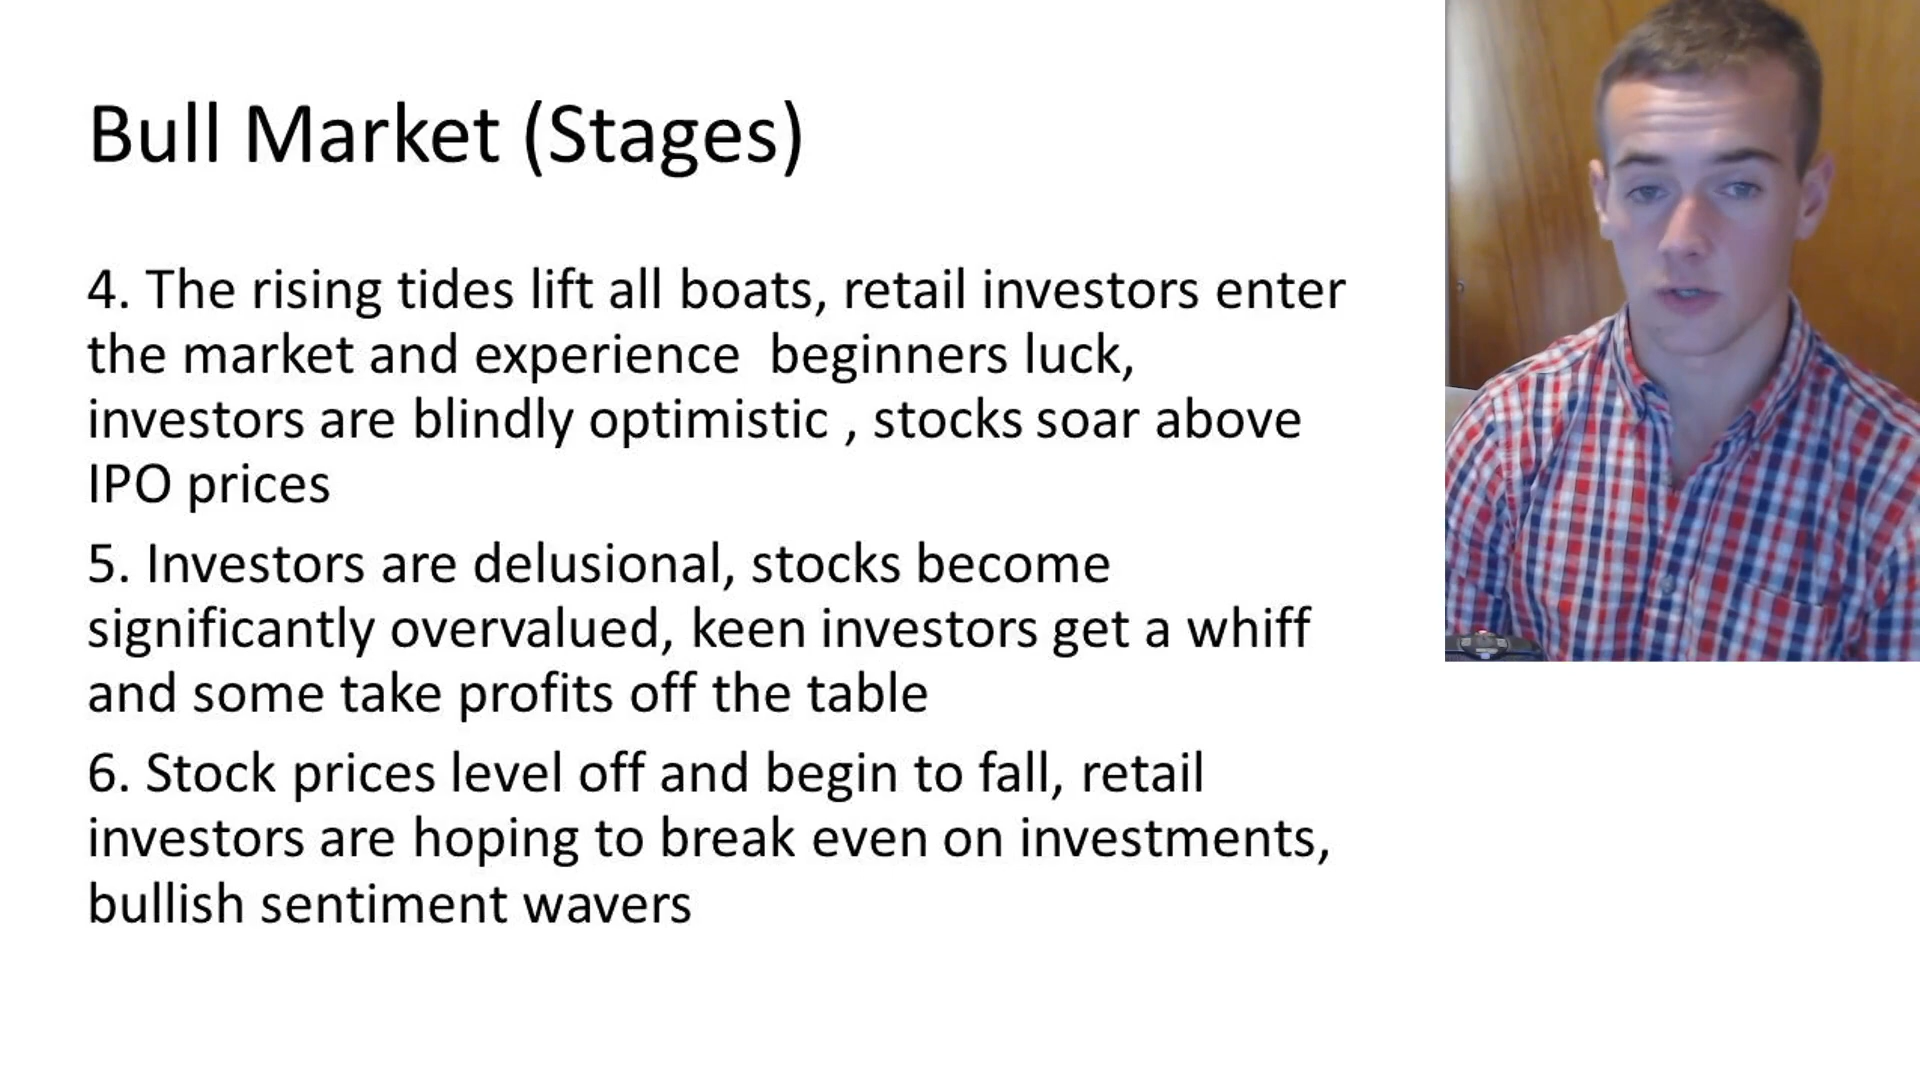 Bull Market (Stages)
4. The rising tides lift all boats, retail investors enter
the market and experience  beginners luck,
investors are blindly optimistic , stocks soar above
IPO prices
5. Investors are delusional, stocks become
significantly overvalued, keen investors get a whiff
and some take profits off the table
6. Stock prices level off and begin to fall, retail
investors are hoping to break even on investments,
bullish sentiment wavers